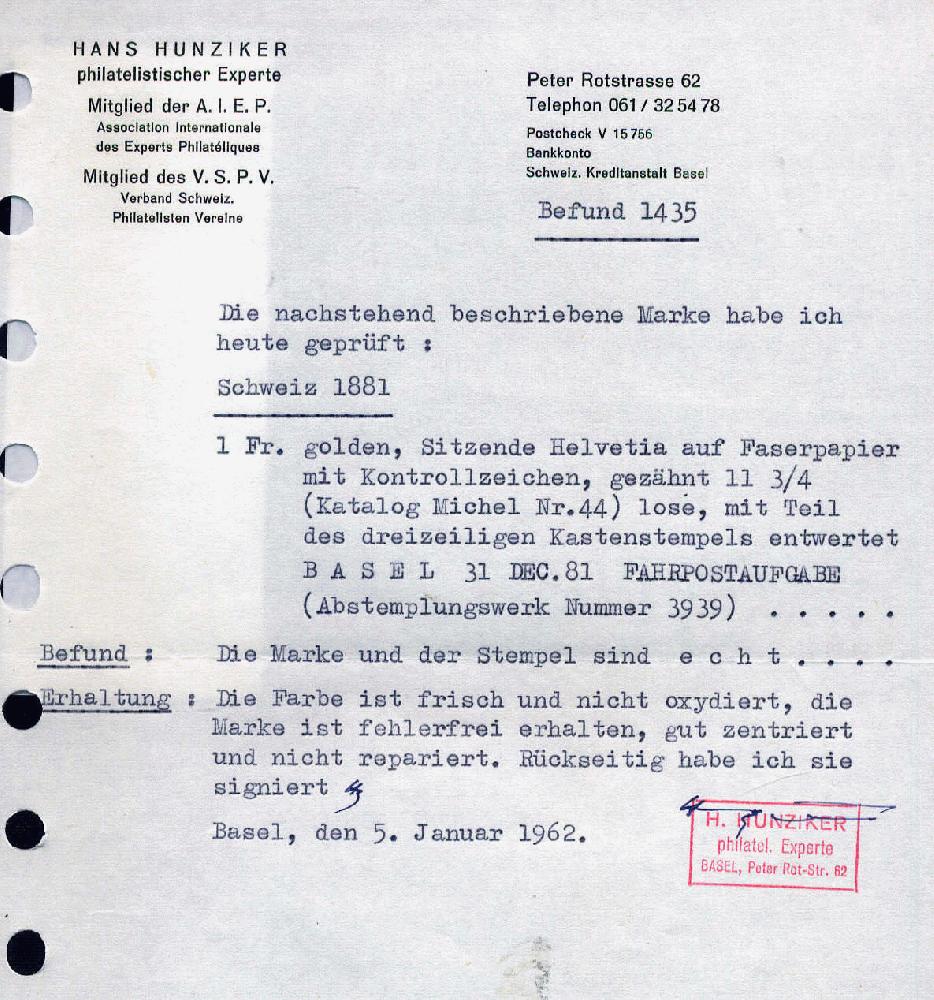 HANS HUNZIKER
philatelistischer Experte
Mitglied der A. I. E. P.
Association Internationale
des Experts Philatéliques
Mitglied des V. S. P. V.
Verband Schweiz.
Philatelisten Vereine
Peter Rotstrasse 62
Telephon 061 / 32 54 78
Postcheck V 15 766
Bankkonto
Schweiz. Kreditanstalt Basel
Befund 1435
Die nachstehend beschriebene Marke habe ich
heute geprüft :
Schweiz 1881
1 Fr. golden, Sitzende Helvetia auf Faserpapier
mit Kontrollzeichen, gezähnt 11 3/4
(Katalog Michel Nr.44) lose, mit Teil
des dreizeiligen Kastenstempels entwertet
B A S E L 31 DEC.81 FAHRPOSTAUFGABE
(Abstemplungswerk Nummer 3939) . . . . .
Befund : Die Marke und der Stempel sind e c h t . . . .
Erhaltung : Die Farbe ist frisch und nicht oxydiert, die
Marke ist fehlerfrei erhalten, gut zentriert
und nicht repariert. Rückseitig habe ich sie
signiert
Basel, den 5. Januar 1962.
H. HUNZIKER
philatel. Experte
BASEL, Peter Rot-Str. 62